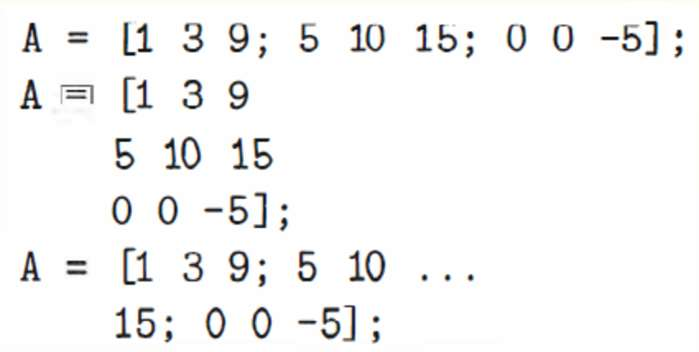 A = [1 3 9; 5 10 15; 0 0 -5];
A = [1 3 9
5 10 15
0 0 -5];
A = [1 3 9; 5 10 ...
15; 0 0 -5];